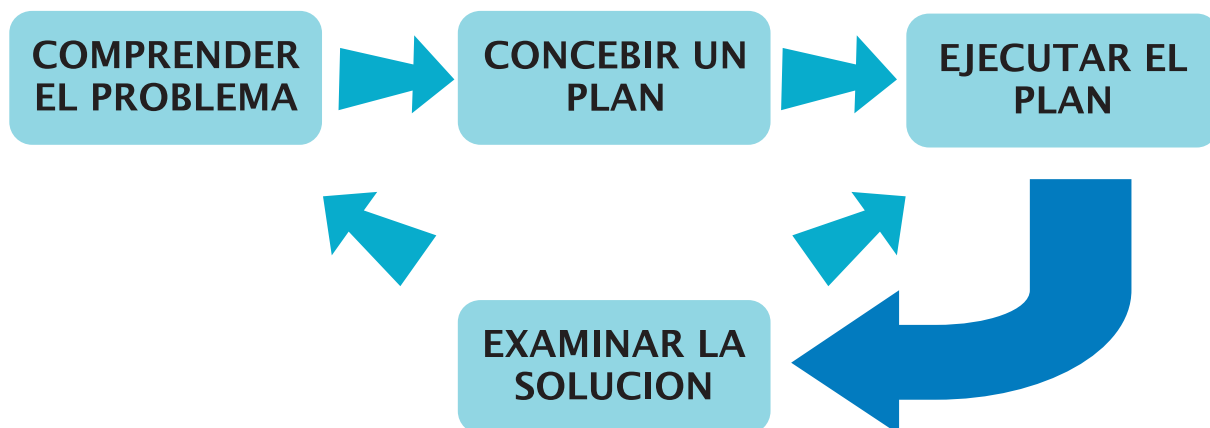 COMPRENDER
EL PROBLEMA
CONCEBIR UN
PLAN
EJECUTAR EL
PLAN
EXAMINAR LA
SOLUCION